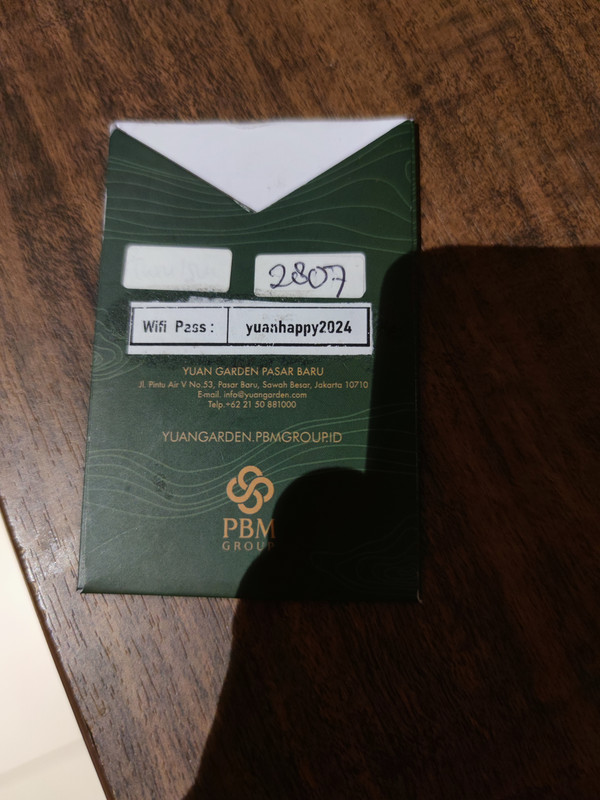 2807
Wifi Pass: yuanhappy2024
YUAN GARDEN PASAR BARU
Jl. Pintu Air V No.53, Pasar Baru, Sawah Besar, Jakarta 10710
E-mail. info@yuangarden.com
Telp.+62 21 50 881000
YUANGARDEN.PBMGROUP.ID
PBM
GROUP